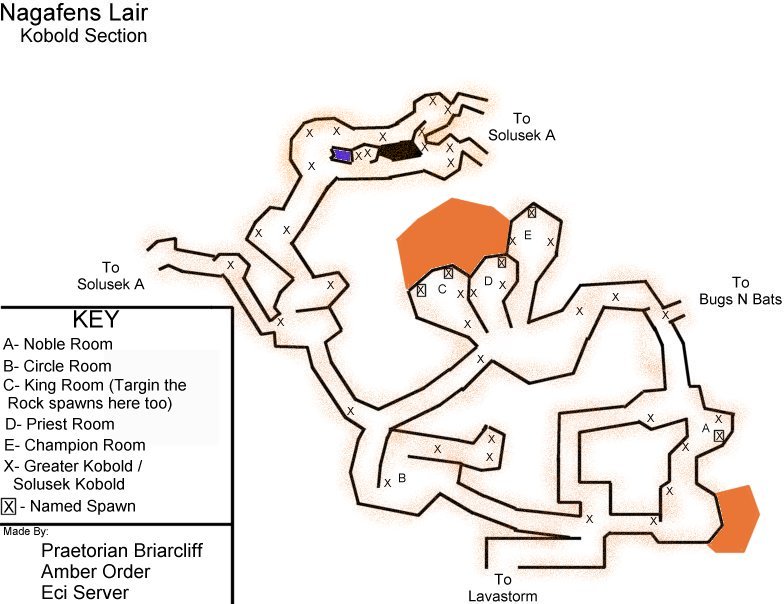 Nagafens Lair
Kobold Section
To
Solusek A
To
Solusek A
To
Bugs N Bats
E
D
C
A
B
To
Lavastorm
KEY
A- Noble Room
B- Circle Room
C- King Room (Targin the
Rock spawns here too)
D- Priest Room
E- Champion Room
X- Greater Kobold /
Solusek Kobold
X - Named Spawn
Made By:
Praetorian Briarcliff
Amber Order
Eci Server